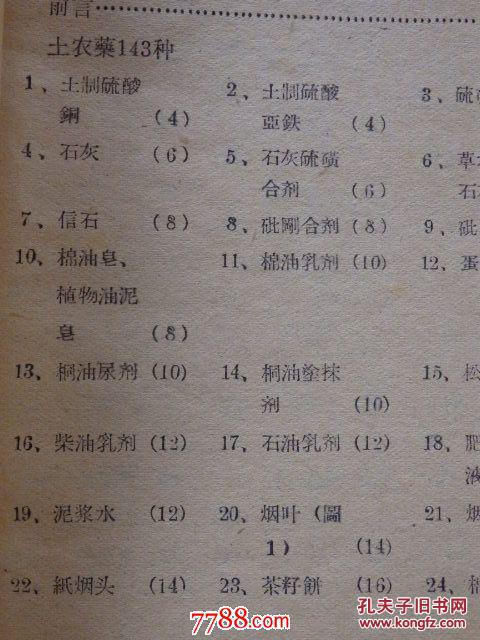 前言
土农藥143种
1、土制硫酸 2、土制硫酸 3、硫
銅 (4) 亞鉄 (4)
4、石灰 (6) 5、石灰硫磺 6、草
合剂 (6) 石
7、信石 (8) 8、砒剛合剂 (8) 9、砒
10、棉油皂、 11、棉油乳剂 (10) 12、蛋
植物油泥
皂 (8)
13、桐油尿剂 (10) 14、桐油塗抹 15、松
剂 (10)
16、柴油乳剂 (12) 17、石油乳剂 (12) 18、肥
液
19、泥浆水 (12) 20、烟叶 (圖 21、烟
1) (14)
22、紙烟头 (14) 23、茶籽餅 (16) 24、棉
7788.com
孔夫子旧书网